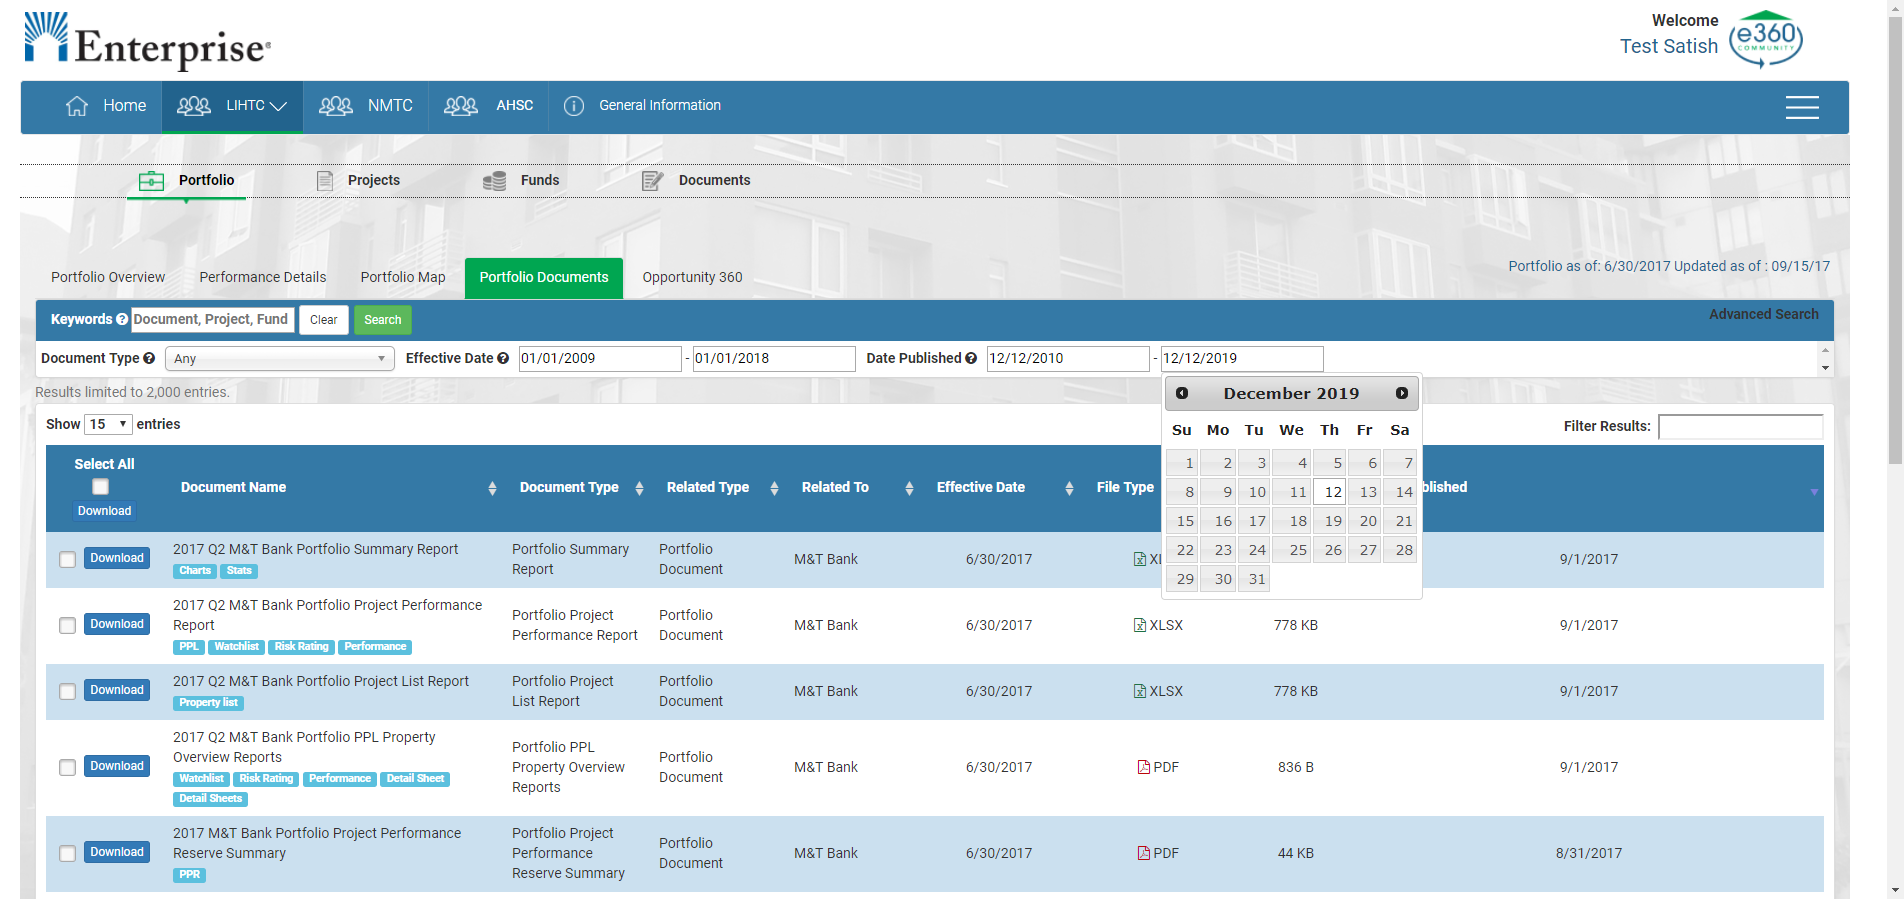 Enterprise®
Welcome
Test Satish
e360
COMMUNITY
Home LIHTC NMTC AHSC General Information
Portfolio Projects Funds Documents
Portfolio Overview Performance Details Portfolio Map Portfolio Documents Opportunity 360
Portfolio as of: 6/30/2017 Updated as of : 09/15/17
Keywords Document, Project, Fund Clear Search Advanced Search
Document Type Any Effective Date 01/01/2009 - 01/01/2018 Date Published 12/12/2010 - 12/12/2019
Results limited to 2,000 entries.
December 2019
Su Mo Tu We Th Fr Sa
1 2 3 4 5 6 7
8 9 10 11 12 13 14
15 16 17 18 19 20 21
22 23 24 25 26 27 28
29 30 31
Show 15 entries Filter Results:
Select All
Download
Document Name Document Type Related Type Related To Effective Date File Type
Download 2017 Q2 M&T Bank Portfolio Summary Report
Charts Stats
Portfolio Summary
Report
Portfolio
Document
M&T Bank 6/30/2017 9/1/2017
Download 2017 Q2 M&T Bank Portfolio Project Performance
Report
PPL Watchlist Risk Rating Performance
Portfolio Project
Performance Report
Portfolio
Document
M&T Bank 6/30/2017 XLSX 778 KB 9/1/2017
Download 2017 Q2 M&T Bank Portfolio Project List Report
Property list
Portfolio Project
List Report
Portfolio
Document
M&T Bank 6/30/2017 XLSX 778 KB 9/1/2017
Download 2017 Q2 M&T Bank Portfolio PPL Property
Overview Reports
Watchlist Risk Rating Performance Detail Sheet
Detail Sheets
Portfolio PPL
Property Overview
Reports
Portfolio
Document
M&T Bank 6/30/2017 PDF 836 B 9/1/2017
Download 2017 M&T Bank Portfolio Project Performance
Reserve Summary
PPR
Portfolio Project
Performance
Reserve Summary
Portfolio
Document
M&T Bank 6/30/2017 PDF 44 KB 8/31/2017